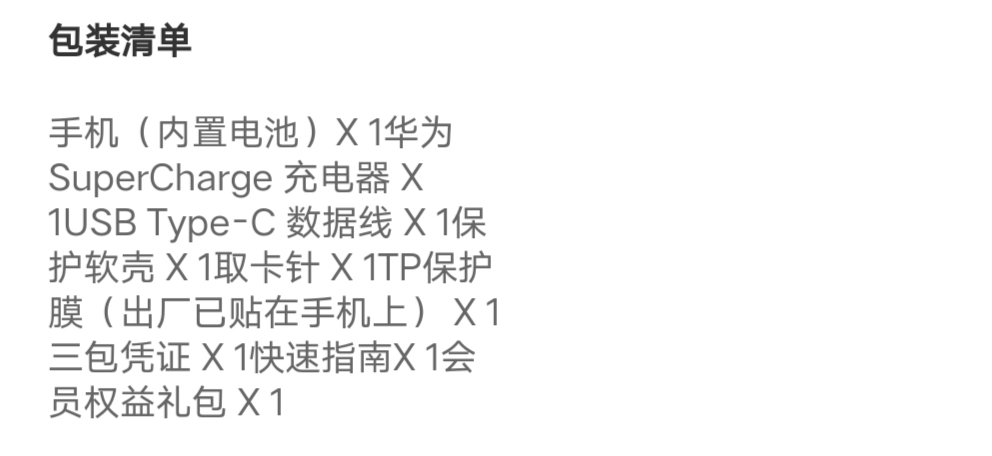 包装清单
手机（内置电池）X 1华为
SuperCharge 充电器 X
1USB Type-C 数据线 X 1保
护软壳 X 1取卡针 X 1TP保护
膜（出厂已贴在手机上） X 1
三包凭证 X 1快速指南X 1会
员权益礼包 X 1